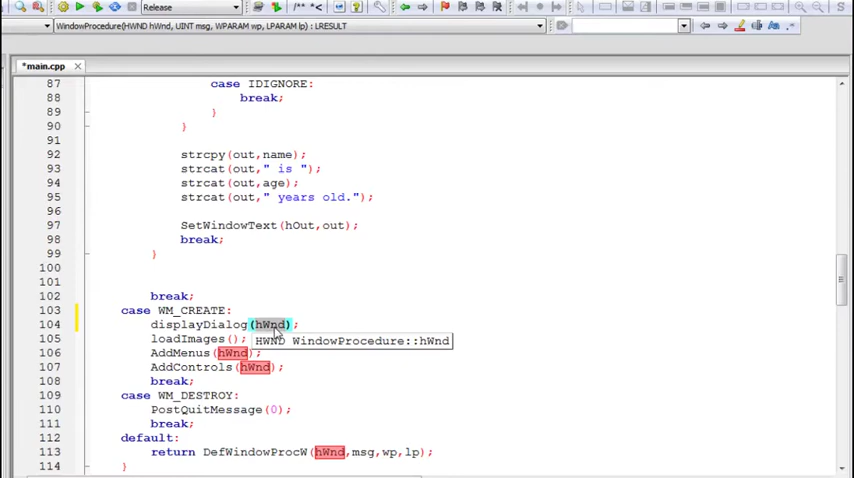 /** *<
Release
WindowProcedure(HWND hWnd, UINT msg, WPARAM wp, LPARAM lp) : LRESULT
*main.cpp
87 case IDIGNORE:
88 break;
89 }
90 }
91
92 strcpy(out,name);
93 strcat(out," is ");
94 strcat(out,age);
95 strcat(out," years old.");
96
97 SetWindowText(hOut,out);
98 break;
99 }
100
101
102 break;
103 case WM_CREATE:
104 displayDialog(hWnd);
105 loadImages();
HWND WindowProcedure::hWnd
106 AddMenus(hWnd);
107 AddControls(hWnd);
108 break;
109 case WM_DESTROY:
110 PostQuitMessage(0);
111 break;
112 default:
113 return DefWindowProcW(hWnd,msg,wp,lp);
114 }